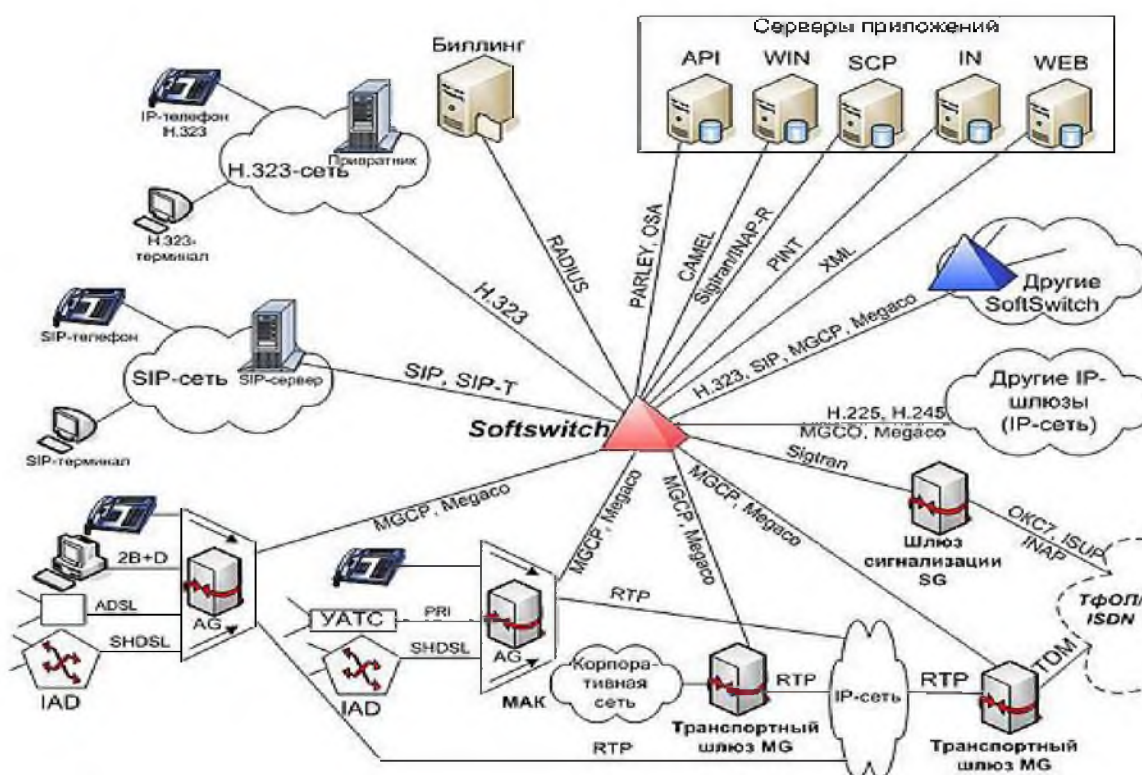 Серверы приложений
API
WIN
SCP
IN
WEB
Биллинг
IP-телефон
Н.323
Привратник
Н.323-сеть
Н.323-
терминал
RADIUS
PARLEY, OSA
CAMEL
Sigtran/INAP-R
PINT
XML
Н.323
Другие
SoftSwitch
SIP-телефон
SIP-сеть
SIP-сервер
SIP-терминал
SIP, SIP-T
H.323, SIP, MGCP, Megaco
Softswitch
H.225, H.245
MGCO, Megaco
Другие IP-
шлюзы
(IP-сеть)
Sigtran
MGCP, Megaco
MGCP, Megaco
MGCP, Megaco
MGCP, Megaco
Шлюз
сигнализации
SG
ОКС7, ISUP
INAP
ТфОП/
ISDN
2B+D
ADSL
SHDSL
AG
IAD
УАТС
PRI
SHDSL
AG
IAD
МАК
RTP
Корпора-
тивная
сеть
RTP
Транспортный
шлюз MG
IP-сеть
RTP
TDM
Транспортный
шлюз MG
RTP